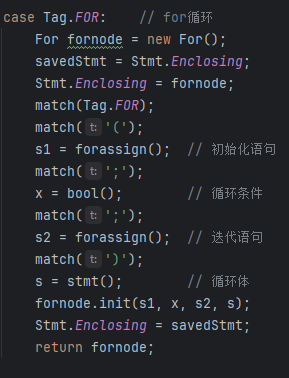 case Tag.FOR:    // for循环
    For fornode = new For();
    savedStmt = Stmt.Enclosing;
    Stmt.Enclosing = fornode;
    match(Tag.FOR);
    match( t: '(');
    s1 = forassign();  // 初始化语句
    match( t: ';');
    x = bool();        // 循环条件
    match( t: ';');
    s2 = forassign();  // 迭代语句
    match( t: ')');
    s = stmt();        // 循环体
    fornode.init(s1, x, s2, s);
    Stmt.Enclosing = savedStmt;
    return fornode;